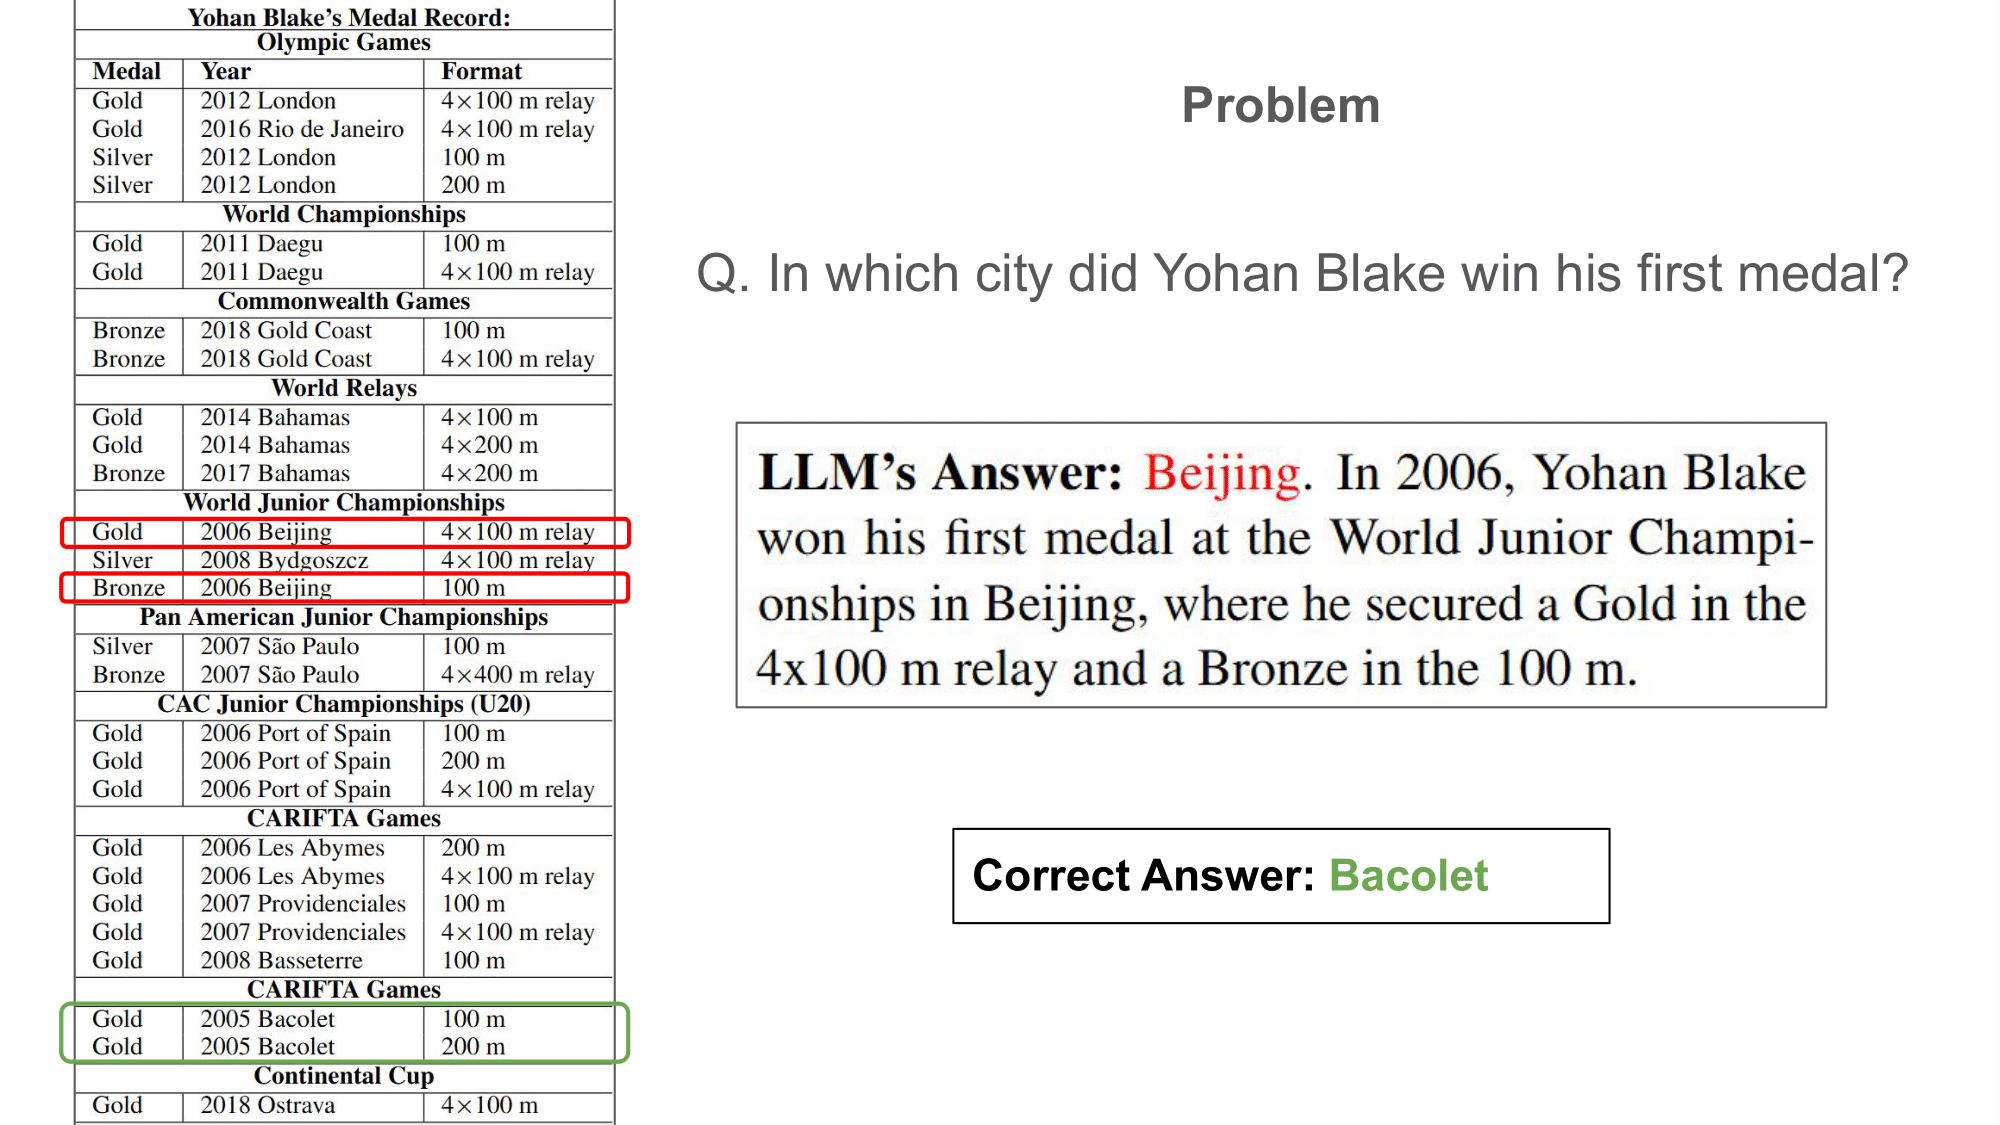 Yohan Blake's Medal Record:
Olympic Games
Medal Year Format
Gold 2012 London 4×100 m relay
Gold 2016 Rio de Janeiro 4×100 m relay
Silver 2012 London 100 m
Silver 2012 London 200 m
World Championships
Gold 2011 Daegu 100 m
Gold 2011 Daegu 4×100 m relay
Commonwealth Games
Bronze 2018 Gold Coast 100 m
Bronze 2018 Gold Coast 4×100 m relay
World Relays
Gold 2014 Bahamas 4×100 m
Gold 2014 Bahamas 4×200 m
Bronze 2017 Bahamas 4×200 m
World Junior Championships
Gold 2006 Beijing 4×100 m relay
Silver 2008 Bydgoszcz 4×100 m relay
Bronze 2006 Beijing 100 m
Pan American Junior Championships
Silver 2007 São Paulo 100 m
Bronze 2007 São Paulo 4×400 m relay
CAC Junior Championships (U20)
Gold 2006 Port of Spain 100 m
Gold 2006 Port of Spain 200 m
Gold 2006 Port of Spain 4×100 m relay
CARIFTA Games
Gold 2006 Les Abymes 200 m
Gold 2006 Les Abymes 4×100 m relay
Gold 2007 Providenciales 100 m
Gold 2007 Providenciales 4×100 m relay
Gold 2008 Basseterre 100 m
CARIFTA Games
Gold 2005 Bacolet 100 m
Gold 2005 Bacolet 200 m
Continental Cup
Gold 2018 Ostrava 4×100 m
Problem
Q. In which city did Yohan Blake win his first medal?
LLM's Answer: Beijing. In 2006, Yohan Blake
won his first medal at the World Junior Champi-
onships in Beijing, where he secured a Gold in the
4x100 m relay and a Bronze in the 100 m.
Correct Answer: Bacolet